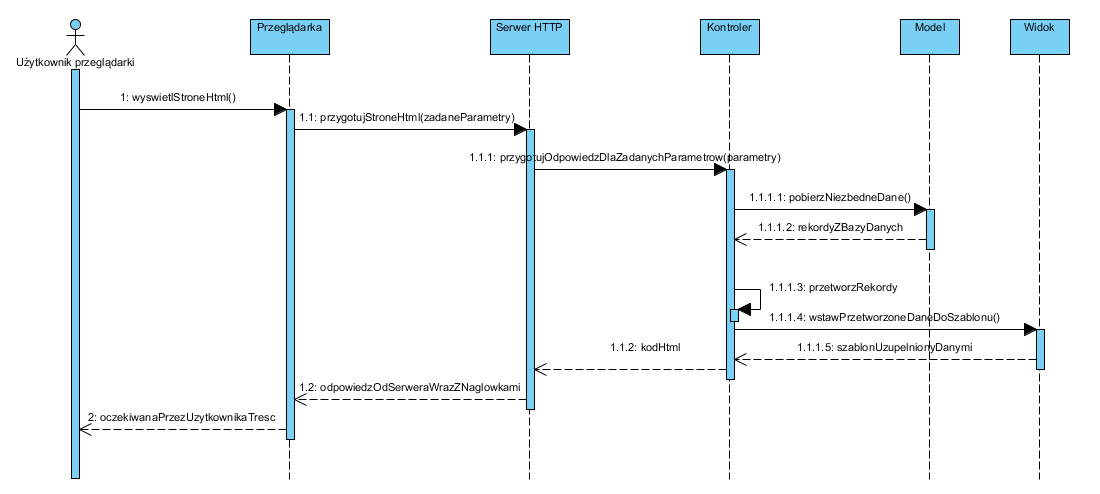 Przeglądarka
Serwer HTTP
Kontroler
Model
Widok
Użytkownik przeglądarki
1: wyswietlStroneHtml()
1.1: przygotujStroneHtml(zadaneParametry)
1.1.1: przygotujOdpowiedzDlaZadanychParametrow(parametry)
1.1.1.1: pobierzNiezbedneDane()
1.1.1.2: rekordyZBazyDanych
1.1.1.3: przetworzRekordy
1.1.1.4: wstawPrzetworzoneDaneDoSzablonu()
1.1.1.5: szablonUzupelnionyDanymi
1.1.2: kodHtml
1.2: odpowiedzOdSerweraWrazZNaglowkami
2: oczekiwanaPrzezUzytkownikaTresc